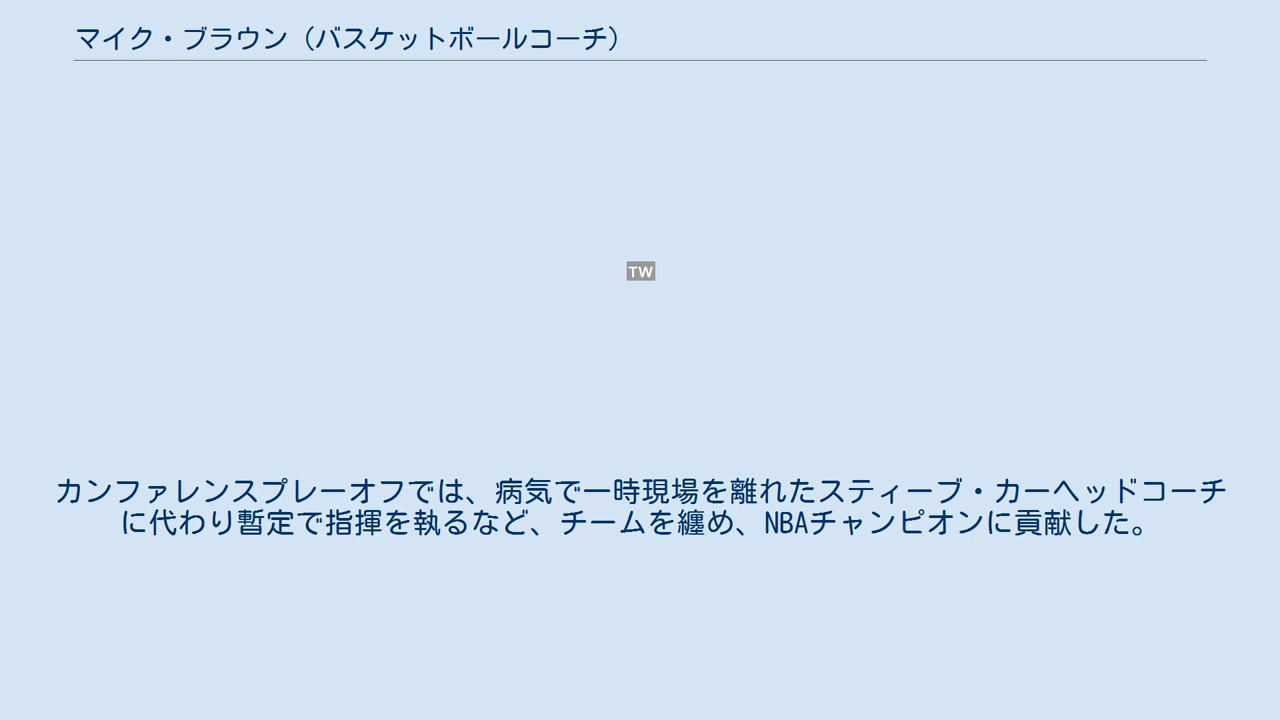 マイク・ブラウン（バスケットボールコーチ）
TW
カンファレンスプレーオフでは、病気で一時現場を離れたスティーブ・カーヘッドコーチ
に代わり暫定で指揮を執るなど、チームを纏め、NBAチャンピオンに貢献した。